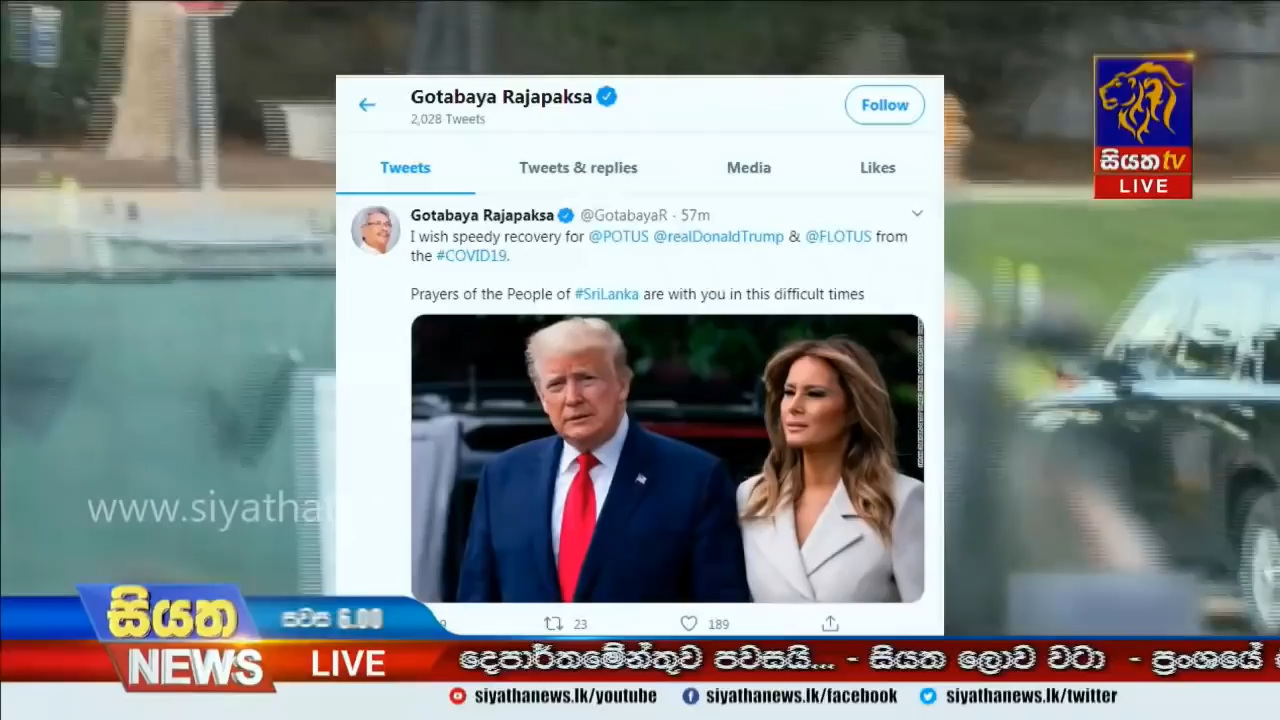 Gotabaya Rajapaksa
2,028 Tweets
Follow
Tweets Tweets & replies Media Likes
Gotabaya Rajapaksa @GotabayaR · 57m
I wish speedy recovery for @POTUS @realDonaldTrump & @FLOTUS from
the #COVID19.
Prayers of the People of #SriLanka are with you in this difficult times
23 189
සියත tv
LIVE
www.siyatha
සියත
NEWS
සවස 6.00
LIVE
දෙපාර්තමේන්තුව පවසයි... - සියත ලොව වටා - ප්‍රංශයේ
siyathanews.lk/youtube siyathanews.lk/facebook siyathanews.lk/twitter